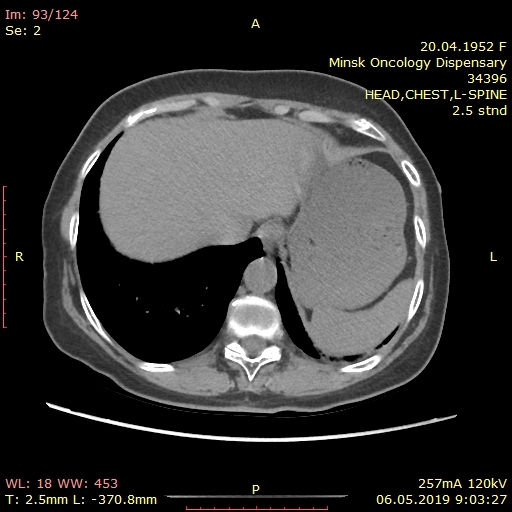 Im: 93/124
Se: 2
A
20.04.1952 F
Minsk Oncology Dispensary
34396
HEAD,CHEST,L-SPINE
2.5 stnd
R
L
WL: 18 WW: 453
T: 2.5mm L: -370.8mm
P
257mA 120kV
06.05.2019 9:03:27